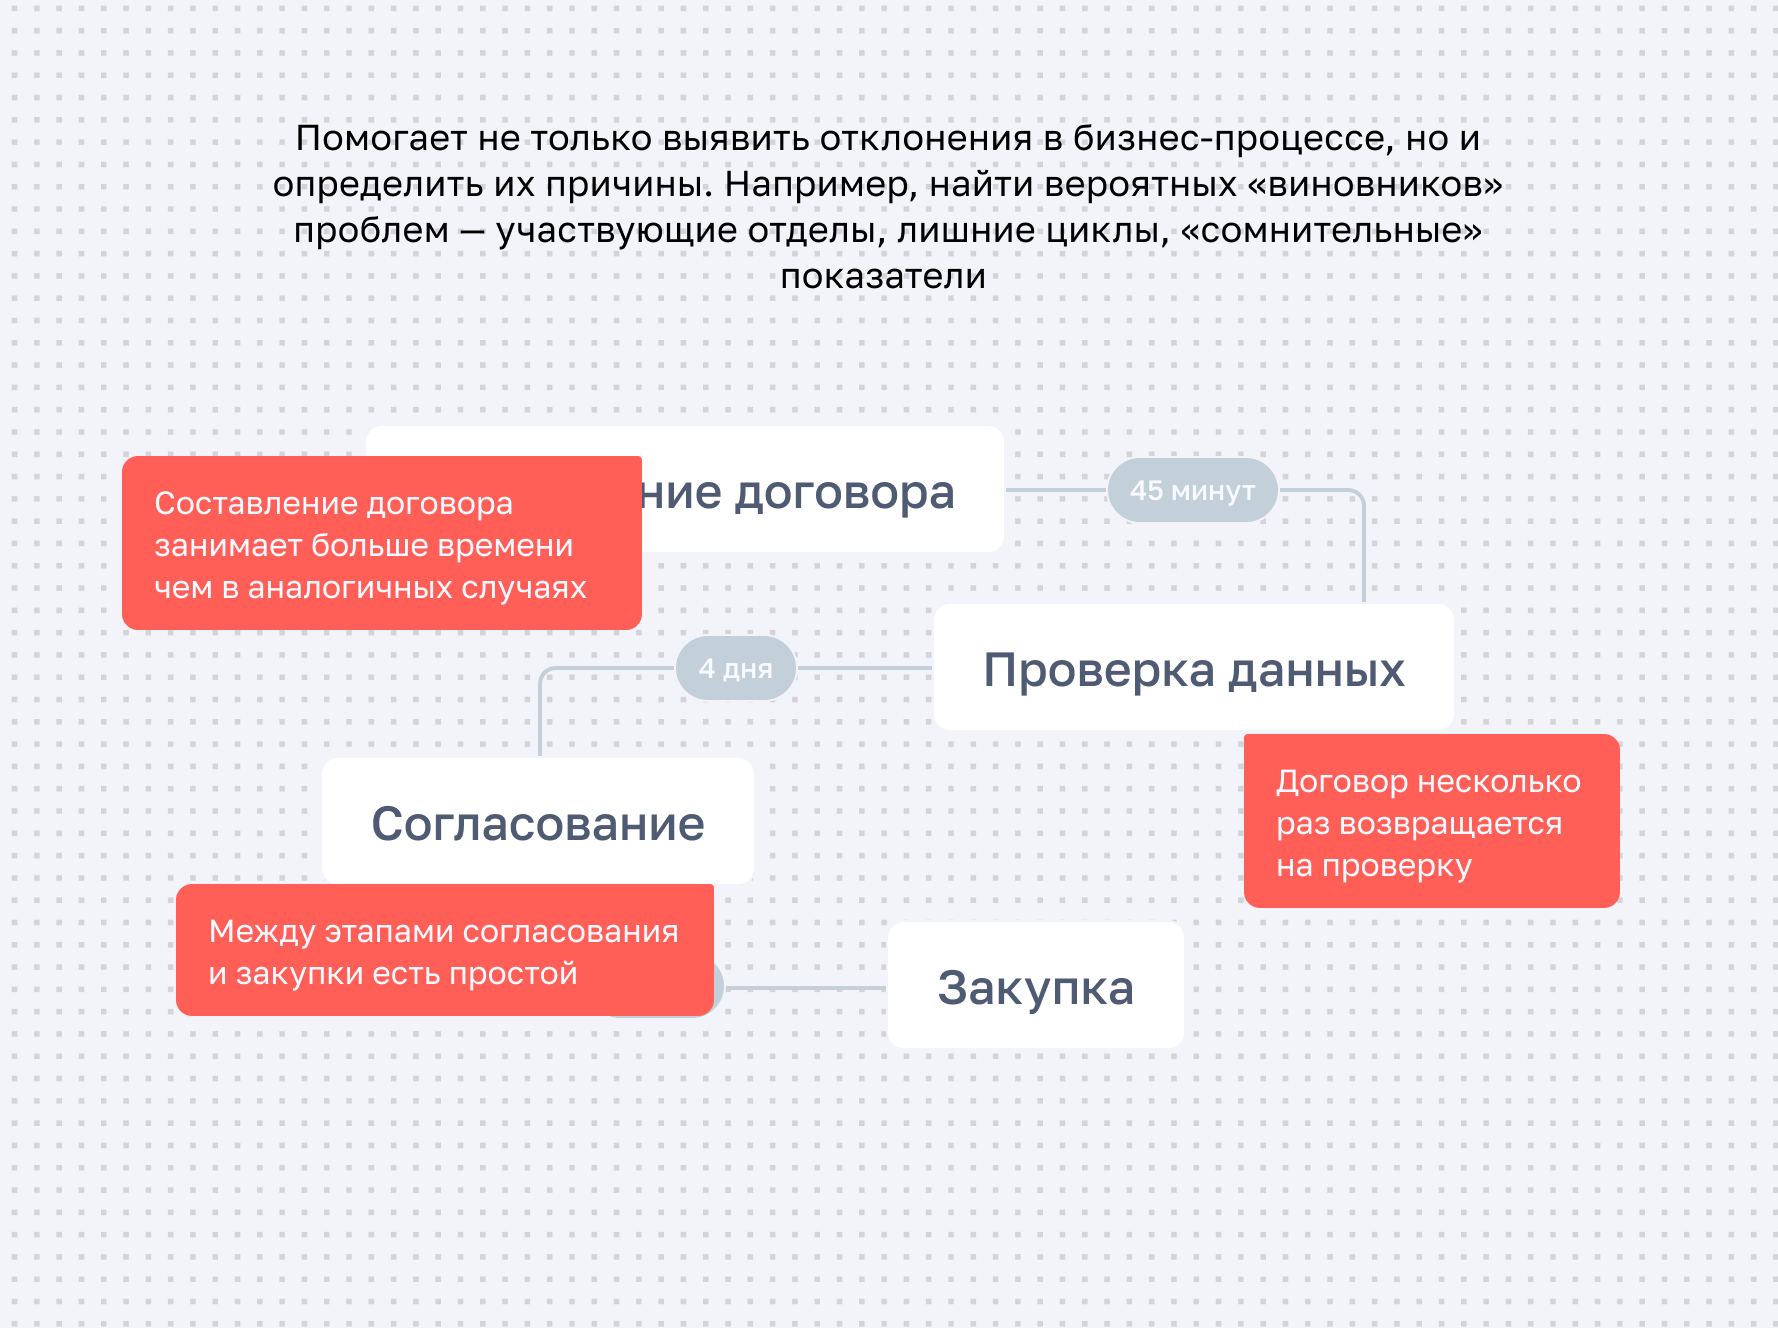 Помогает не только выявить отклонения в бизнес-процессе, но и
определить их причины. Например, найти вероятных «виновников»
проблем — участвующие отделы, лишние циклы, «сомнительные»
показатели
Составление договора
занимает больше времени
чем в аналогичных случаях
ние договора
45 минут
4 дня
Проверка данных
Согласование
Договор несколько
раз возвращается
на проверку
Между этапами согласования
и закупки есть простой
Закупка